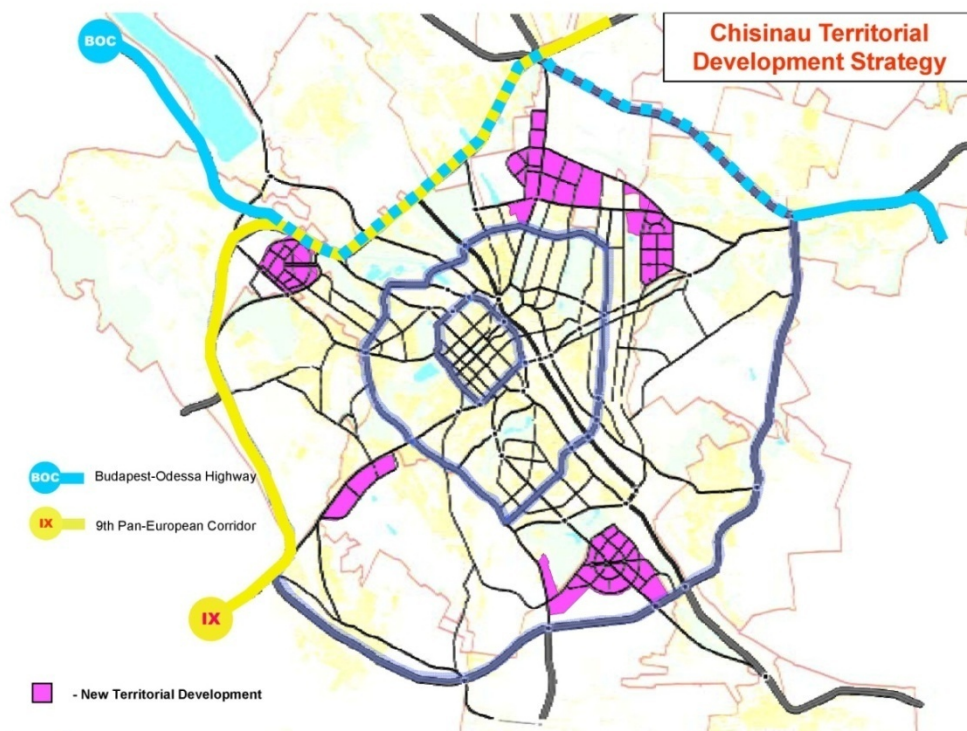 BOC
Chisinau Territorial
Development Strategy
BOC Budapest-Odessa Highway
IX 9th Pan-European Corridor
IX
- New Territorial Development